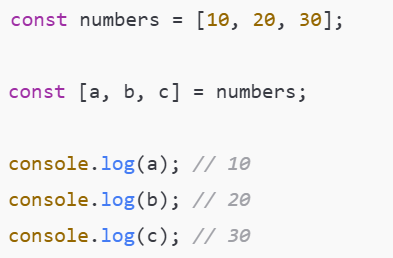 const numbers = [10, 20, 30];
const [a, b, c] = numbers;
console.log(a); // 10
console.log(b); // 20
console.log(c); // 30